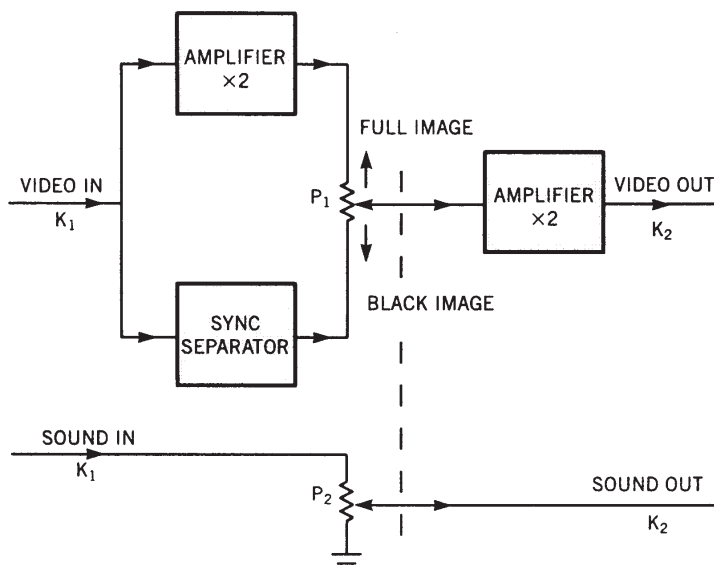 AMPLIFIER
×2
FULL IMAGE
VIDEO IN
K₁
P₁
AMPLIFIER
×2
VIDEO OUT
K₂
BLACK IMAGE
SYNC
SEPARATOR
SOUND IN
K₁
P₂
SOUND OUT
K₂